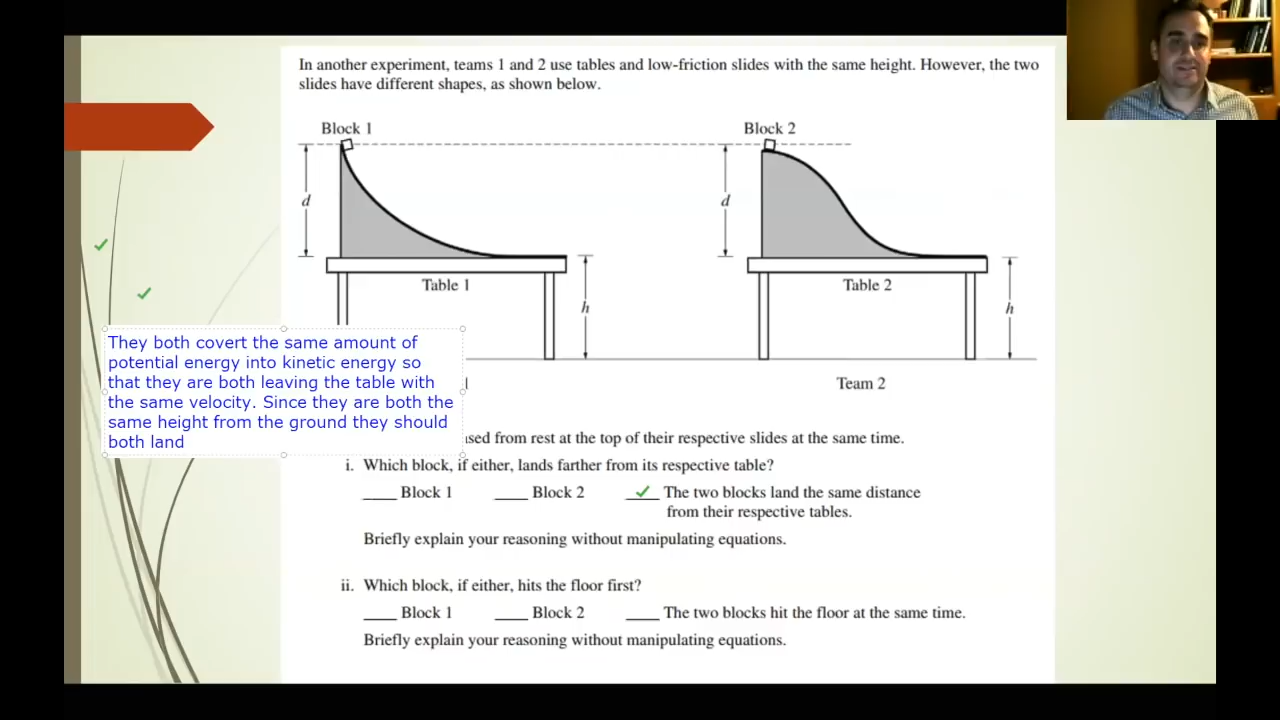 In another experiment, teams 1 and 2 use tables and low-friction slides with the same height. However, the two
slides have different shapes, as shown below.
Block 1
Block 2
d
d
Table 1
Table 2
h
h
They both covert the same amount of
potential energy into kinetic energy so
that they are both leaving the table with
the same velocity. Since they are both the
same height from the ground they should
both land
Team 2
from rest at the top of their respective slides at the same time.
i. Which block, if either, lands farther from its respective table?
____ Block 1 ____ Block 2 ✓ The two blocks land the same distance
from their respective tables.
Briefly explain your reasoning without manipulating equations.
ii. Which block, if either, hits the floor first?
____ Block 1 ____ Block 2 ____ The two blocks hit the floor at the same time.
Briefly explain your reasoning without manipulating equations.